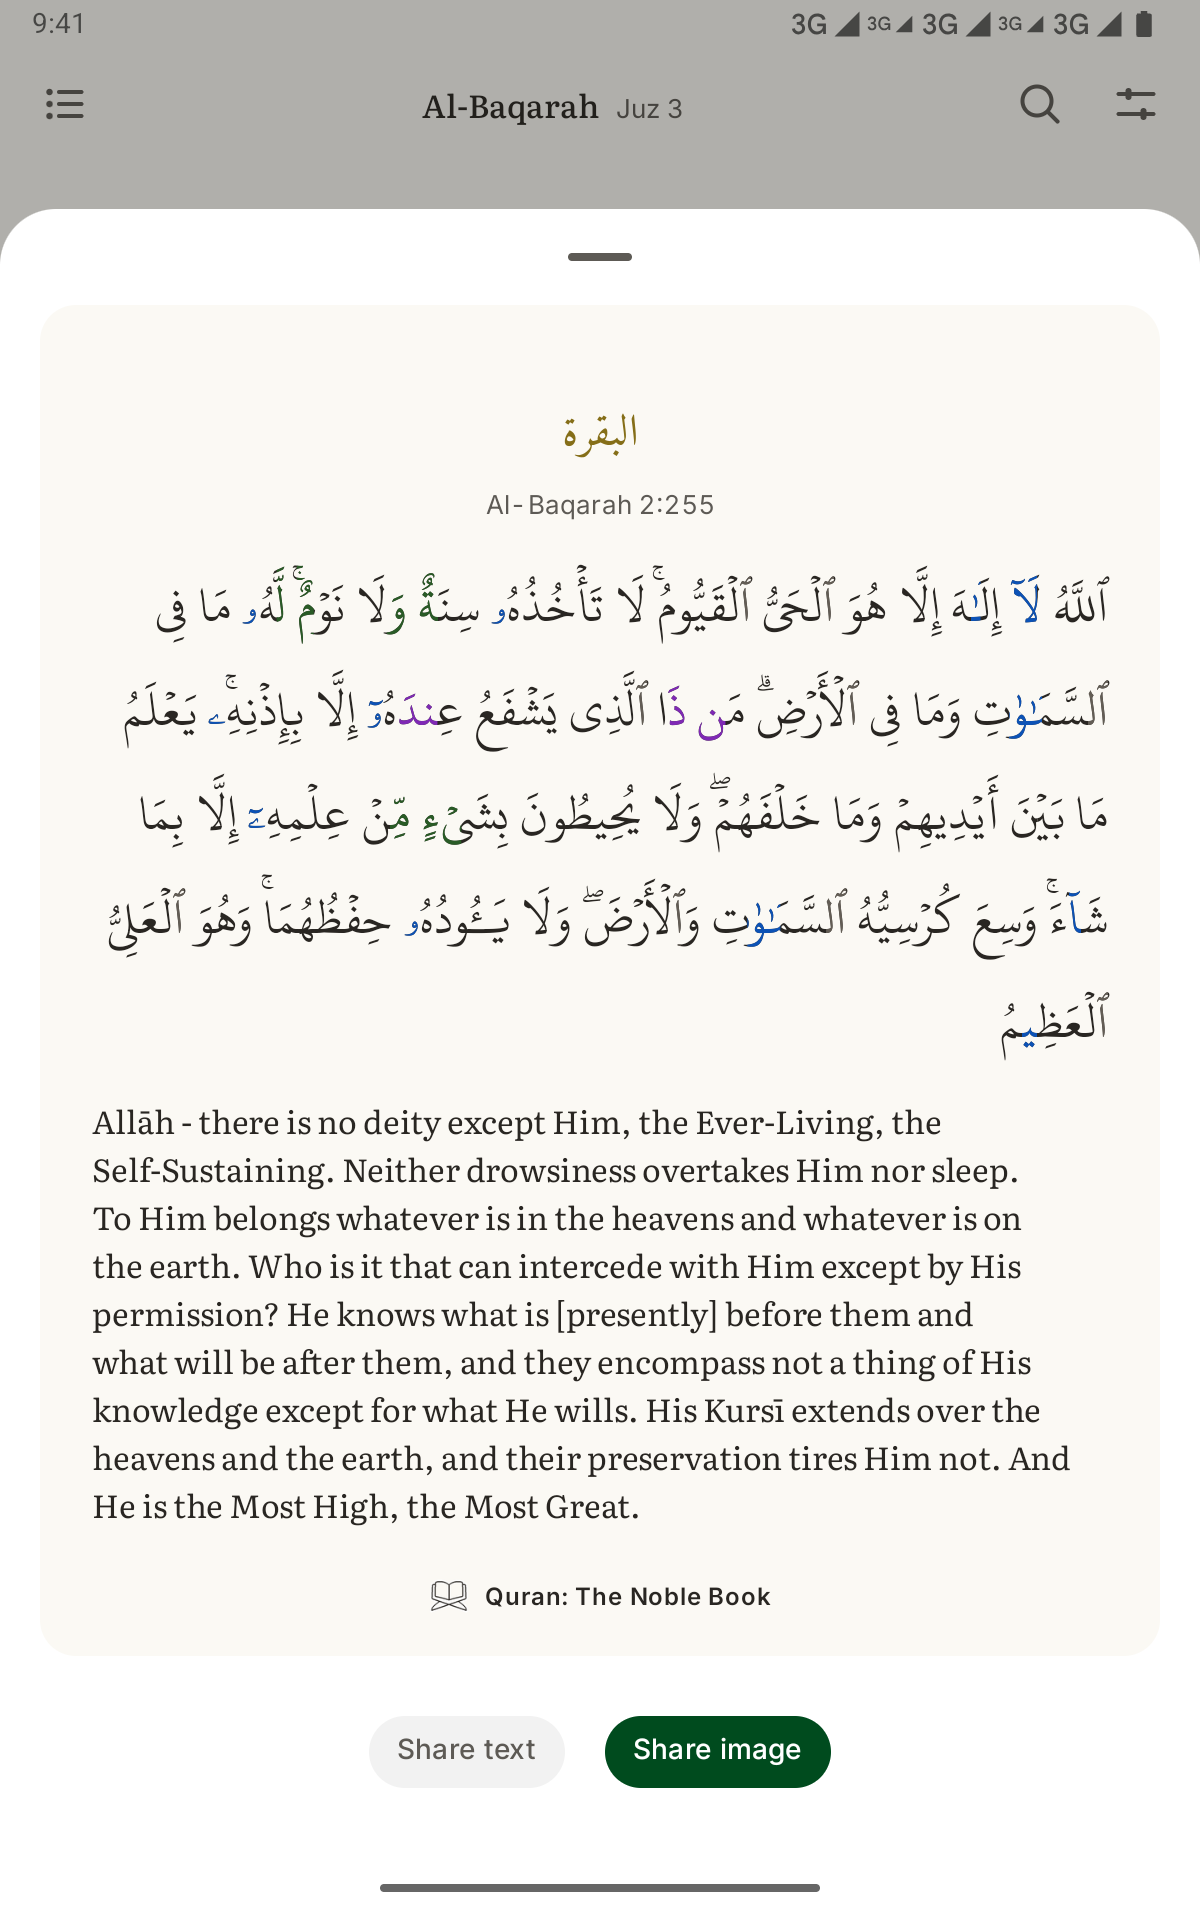 9:41
3G 3G 3G 3G 3G
Al-Baqarah Juz 3
البقرة
Al-Baqarah 2:255
ٱللَّهُ لَآ إِلَـٰهَ إِلَّا هُوَ ٱلْحَىُّ ٱلْقَيُّومُ ۚ لَا تَأْخُذُهُۥ سِنَةٌ وَلَا نَوْمٌ ۚ لَّهُۥ مَا فِى
ٱلسَّمَـٰوَٰتِ وَمَا فِى ٱلْأَرْضِ ۗ مَن ذَا ٱلَّذِى يَشْفَعُ عِندَهُۥٓ إِلَّا بِإِذْنِهِۦ ۚ يَعْلَمُ
مَا بَيْنَ أَيْدِيهِمْ وَمَا خَلْفَهُمْ ۖ وَلَا يُحِيطُونَ بِشَىْءٍ مِّنْ عِلْمِهِۦٓ إِلَّا بِمَا
شَآءَ ۚ وَسِعَ كُرْسِيُّهُ ٱلسَّمَـٰوَٰتِ وَٱلْأَرْضَ ۖ وَلَا يَـُٔودُهُۥ حِفْظُهُمَا ۚ وَهُوَ ٱلْعَلِىُّ
ٱلْعَظِيمُ
Allāh - there is no deity except Him, the Ever-Living, the
Self-Sustaining. Neither drowsiness overtakes Him nor sleep.
To Him belongs whatever is in the heavens and whatever is on
the earth. Who is it that can intercede with Him except by His
permission? He knows what is [presently] before them and
what will be after them, and they encompass not a thing of His
knowledge except for what He wills. His Kursī extends over the
heavens and the earth, and their preservation tires Him not. And
He is the Most High, the Most Great.
Quran: The Noble Book
Share text Share image